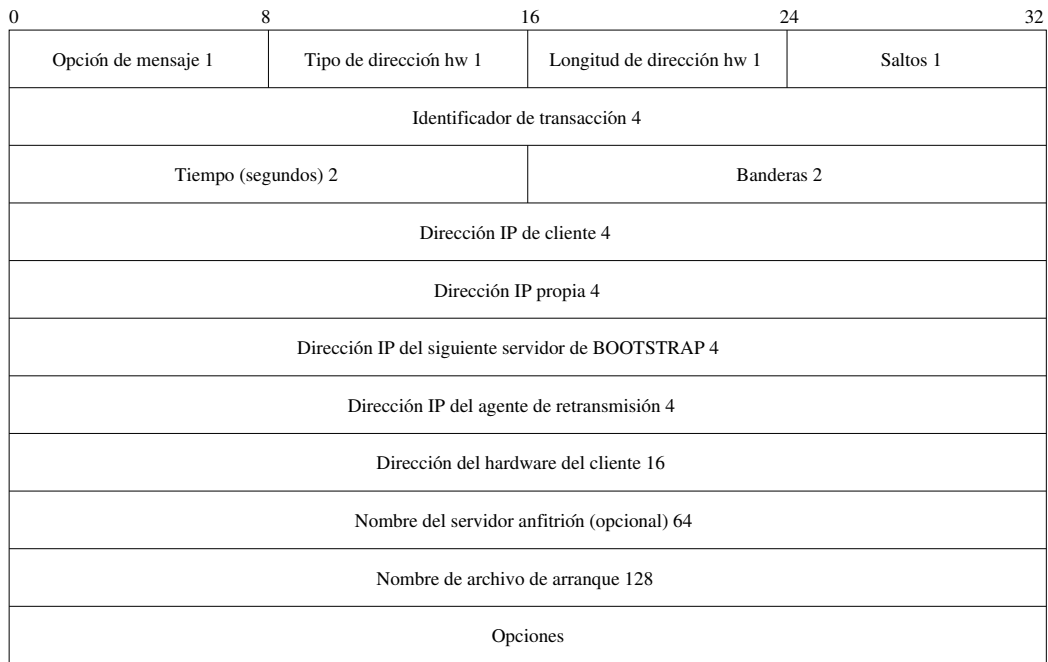 0 8 16 24 32
Opción de mensaje 1 Tipo de dirección hw 1 Longitud de dirección hw 1 Saltos 1
Identificador de transacción 4
Tiempo (segundos) 2 Banderas 2
Dirección IP de cliente 4
Dirección IP propia 4
Dirección IP del siguiente servidor de BOOTSTRAP 4
Dirección IP del agente de retransmisión 4
Dirección del hardware del cliente 16
Nombre del servidor anfitrión (opcional) 64
Nombre de archivo de arranque 128
Opciones